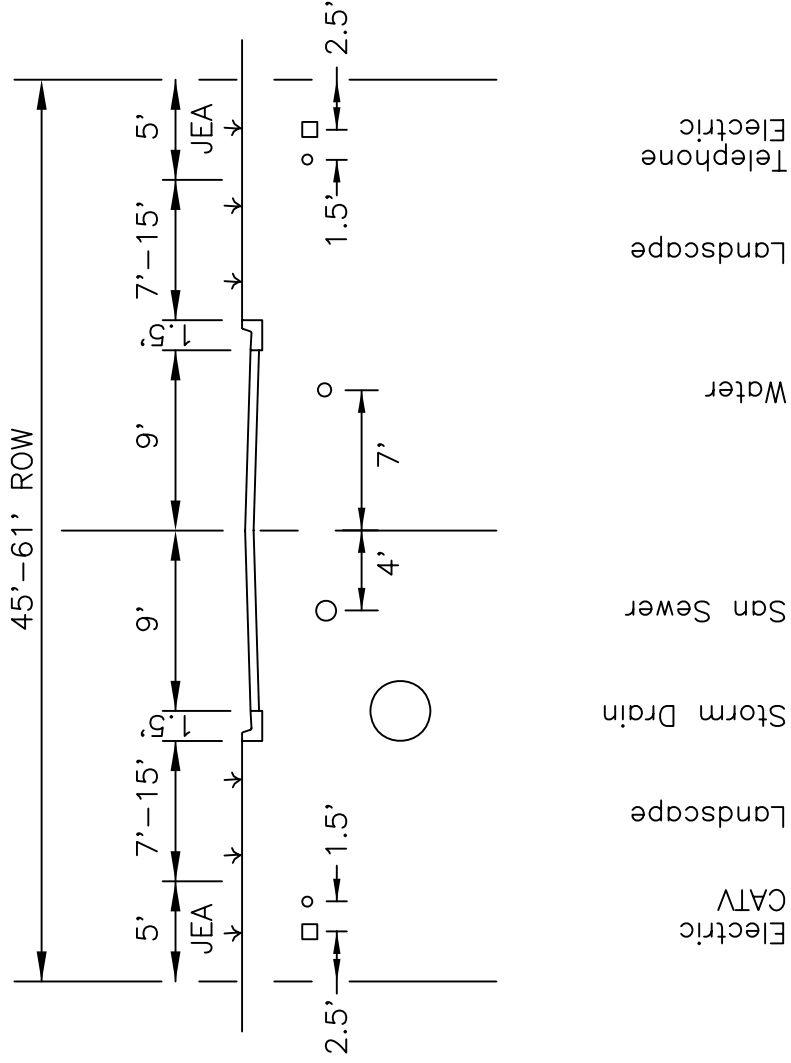 45'–61' ROW
5'
7'–15'
1.5'
9'
9'
1.5'
7'–15'
5'
JEA
JEA
2.5'
1.5'
4'
7'
1.5'
2.5'
Electric
CATV
Landscape
Storm Drain
San Sewer
Water
Landscape
Telephone
Electric